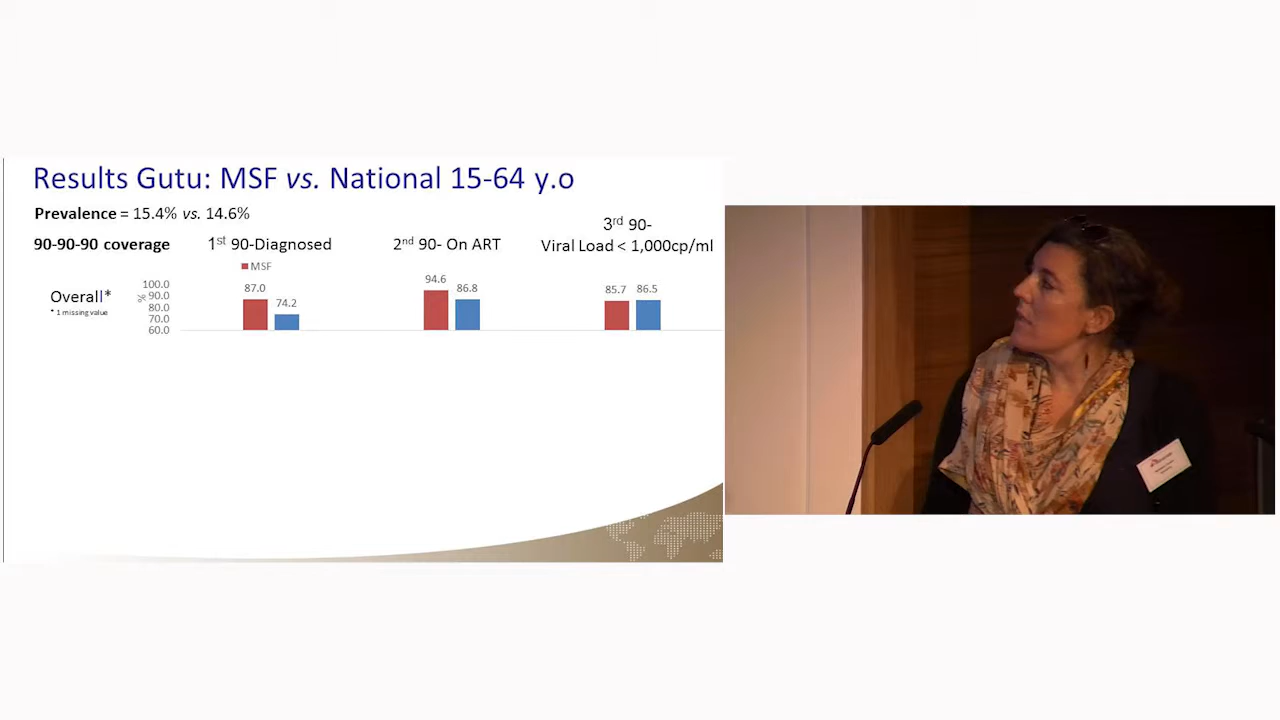 Results Gutu: MSF vs. National 15-64 y.o
Prevalence = 15.4% vs. 14.6%
90-90-90 coverage
1st 90-Diagnosed
2nd 90- On ART
3rd 90-
Viral Load < 1,000cp/ml
MSF
Overall*
* 1 missing value
%
100.0
90.0
80.0
70.0
60.0
87.0
74.2
94.6
86.8
85.7
86.5